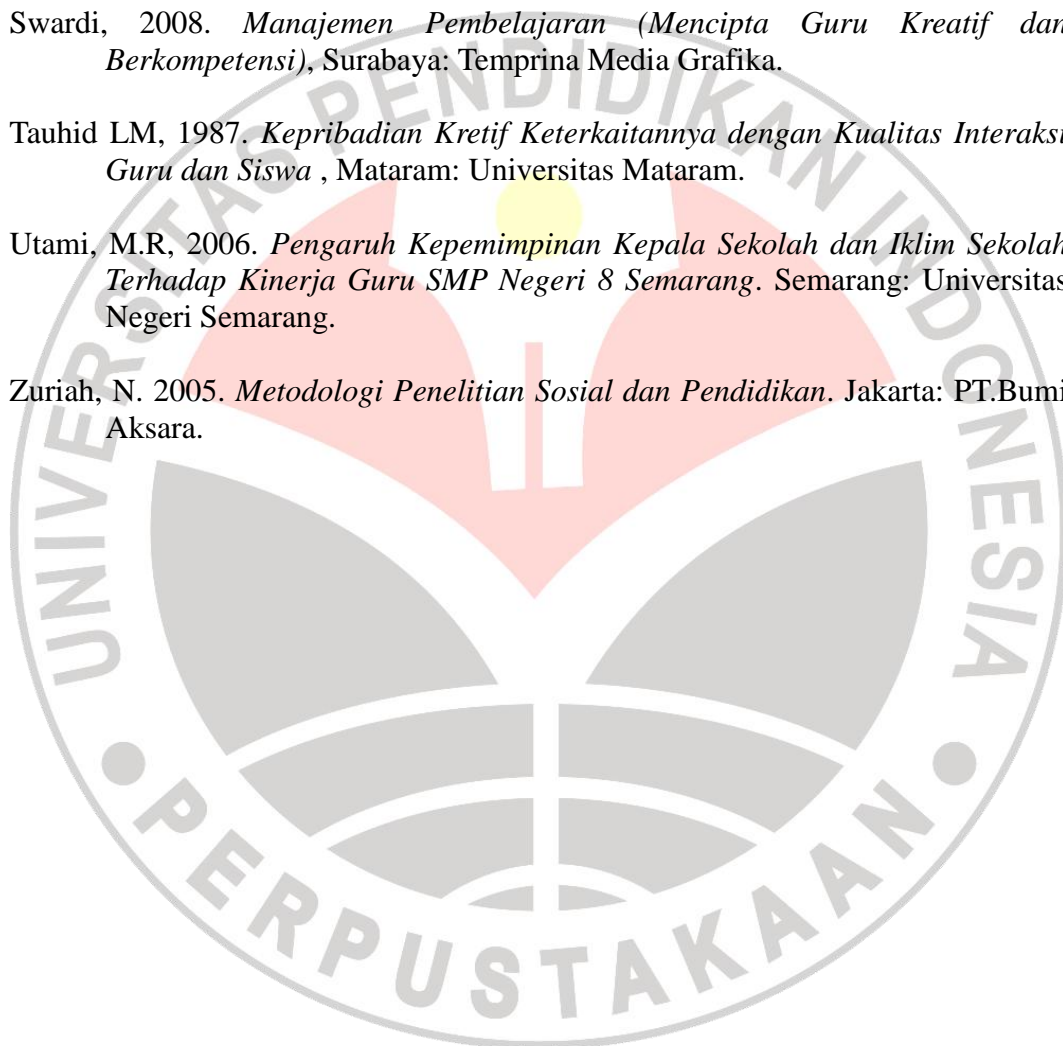 Swardi, 2008. Manajemen Pembelajaran (Mencipta Guru Kreatif dan
Berkompetensi), Surabaya: Temprina Media Grafika.
Tauhid LM, 1987. Kepribadian Kretif Keterkaitannya dengan Kualitas Interaksi
Guru dan Siswa , Mataram: Universitas Mataram.
Utami, M.R, 2006. Pengaruh Kepemimpinan Kepala Sekolah dan Iklim Sekolah
Terhadap Kinerja Guru SMP Negeri 8 Semarang. Semarang: Universitas
Negeri Semarang.
Zuriah, N. 2005. Metodologi Penelitian Sosial dan Pendidikan. Jakarta: PT.Bumi
Aksara.
UNIVERSITAS PENDIDIKAN INDONESIA
PERPUSTAKAAN